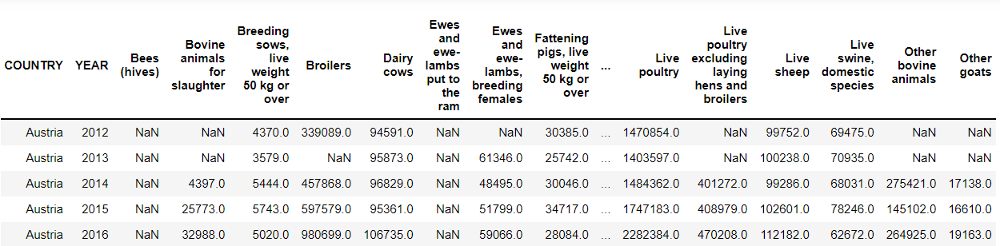 COUNTRY YEAR Bees (hives) Bovine animals for slaughter Breeding sows, live weight 50 kg or over Broilers Dairy cows Ewes and ewe-lambs put to the ram Ewes and ewe-lambs, breeding females Fattening pigs, live weight 50 kg or over ... Live poultry Live poultry excluding laying hens and broilers Live sheep Live swine, domestic species Other bovine animals Other goats
Austria 2012 NaN NaN 4370.0 339089.0 94591.0 NaN NaN 30385.0 ... 1470854.0 NaN 99752.0 69475.0 NaN NaN
Austria 2013 NaN NaN 3579.0 NaN 95873.0 NaN 61346.0 25742.0 ... 1403597.0 NaN 100238.0 70935.0 NaN NaN
Austria 2014 NaN 4397.0 5444.0 457868.0 96829.0 NaN 48495.0 30046.0 ... 1484362.0 401272.0 99286.0 68031.0 275421.0 17138.0
Austria 2015 NaN 25773.0 5743.0 597579.0 95361.0 NaN 51799.0 34717.0 ... 1747183.0 408979.0 102601.0 78246.0 145102.0 16610.0
Austria 2016 NaN 32988.0 5020.0 980699.0 106735.0 NaN 59066.0 28084.0 ... 2282384.0 470208.0 112182.0 62672.0 264925.0 19163.0